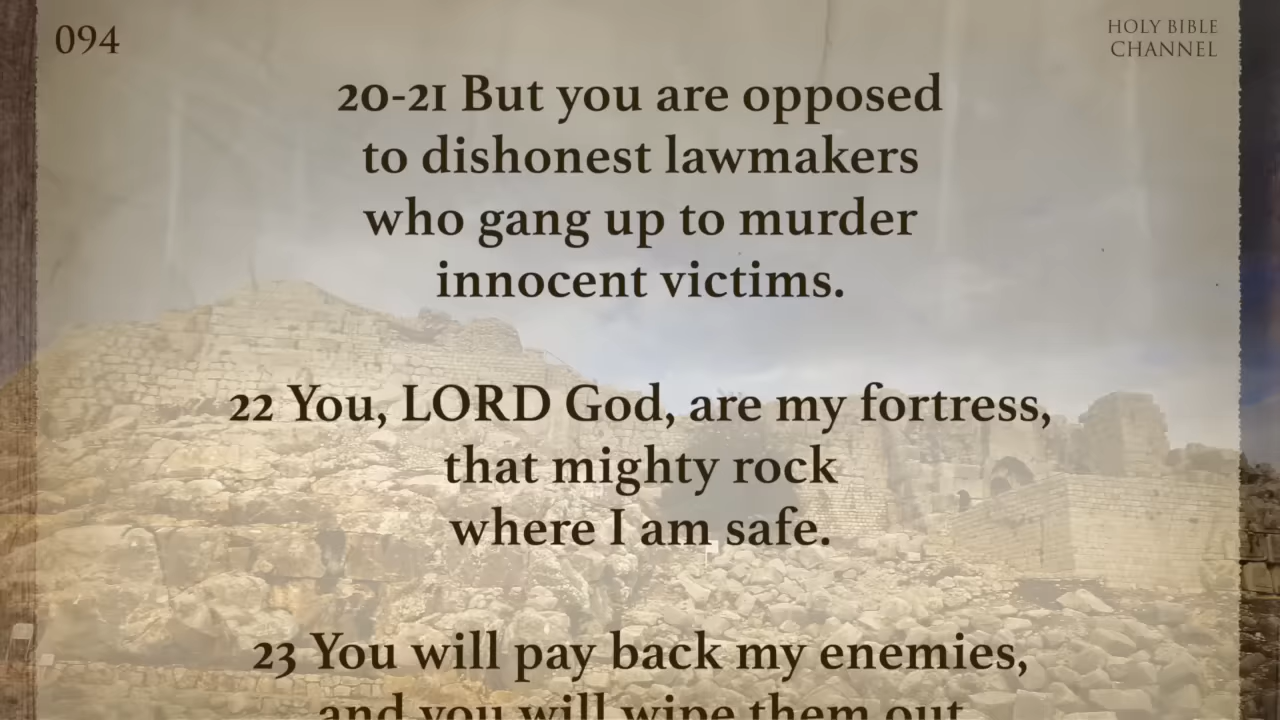 094
HOLY BIBLE
CHANNEL
20-21 But you are opposed
to dishonest lawmakers
who gang up to murder
innocent victims.
22 You, LORD God, are my fortress,
that mighty rock
where I am safe.
23 You will pay back my enemies,
and you will wipe them out